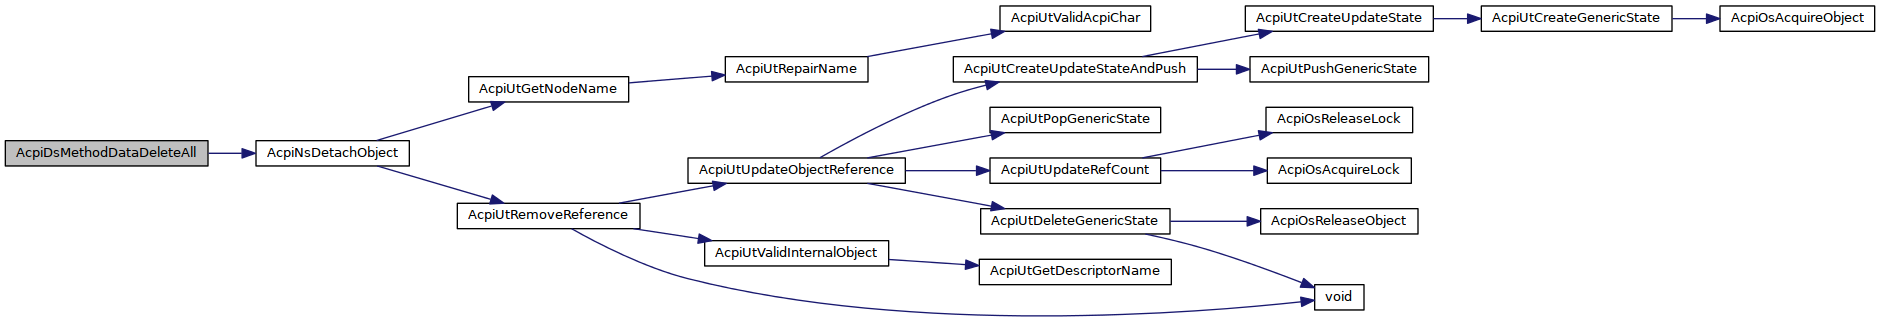 AcpiUtValidAcpiChar
AcpiUtCreateUpdateState
AcpiUtCreateGenericState
AcpiOsAcquireObject
AcpiUtRepairName
AcpiUtCreateUpdateStateAndPush
AcpiUtPushGenericState
AcpiUtGetNodeName
AcpiUtPopGenericState
AcpiOsReleaseLock
AcpiDsMethodDataDeleteAll
AcpiNsDetachObject
AcpiUtUpdateObjectReference
AcpiUtUpdateRefCount
AcpiOsAcquireLock
AcpiUtRemoveReference
AcpiUtDeleteGenericState
AcpiOsReleaseObject
AcpiUtValidInternalObject
AcpiUtGetDescriptorName
void